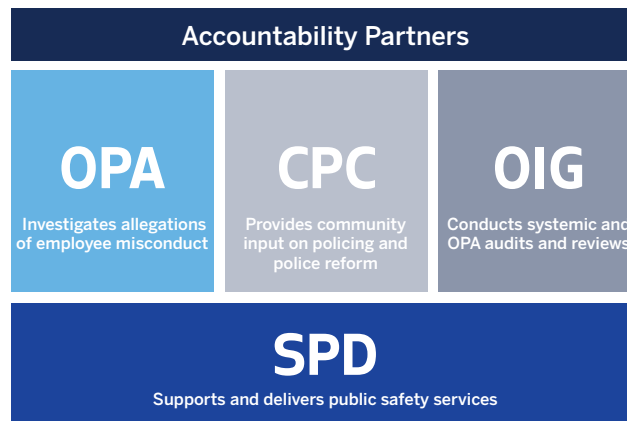 Accountability Partners
OPA
Investigates allegations
of employee misconduct
CPC
Provides community
input on policing and
police reform
OIG
Conducts systemic and
OPA audits and reviews
SPD
Supports and delivers public safety services